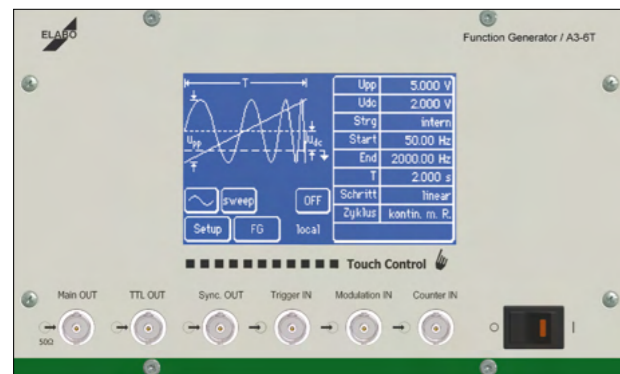 ELABO
Function Generator / A3-6T
T
Upp
Udc
Upp 5.000 V
Udc 2.000 V
Strg intern
Start 50.00 Hz
End 2000.00 Hz
T 2.000 s
Schritt linear
Zyklus kontin. m. R.
sweep OFF
Setup FG local
Touch Control
Main OUT TTL OUT Sync. OUT Trigger IN Modulation IN Counter IN
50Ω
O I